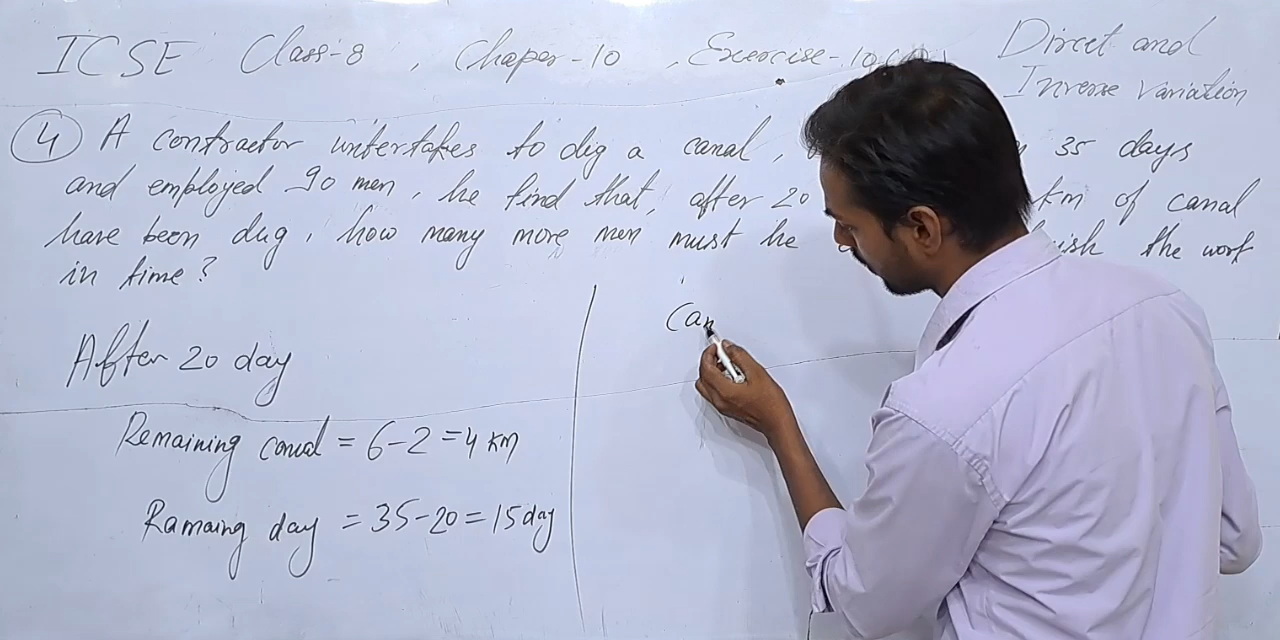 ICSE Class-8 , Chaper-10 , Exercise-10 Direct and
Inverse Variation
4 A contractor untertakes to dig a canal, 35 days
and employed 90 men, he find that, after 20 km of canal
have been dug, how many more men must he the work
in time?
After 20 day
Remaining canal = 6-2 = 4 km
Ramaing day = 35-20 = 15 day
Can